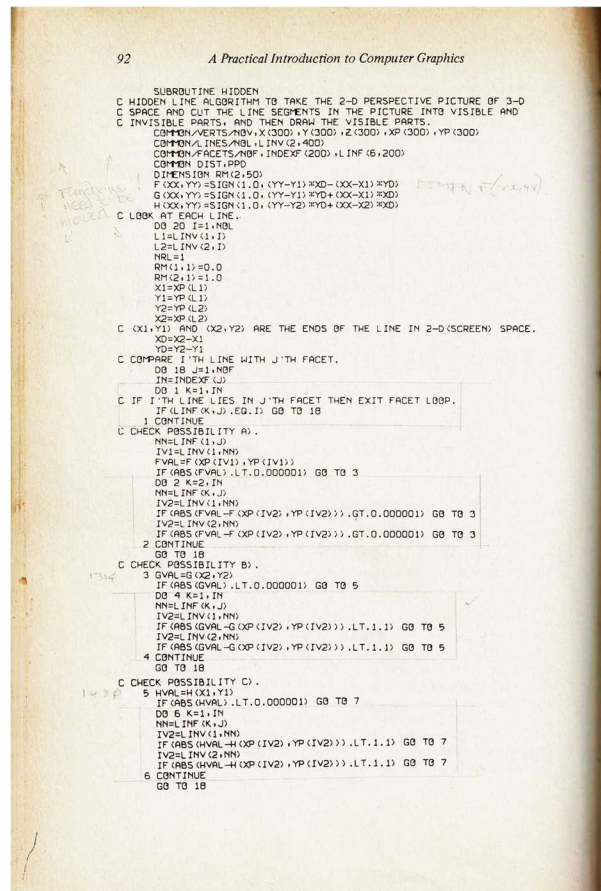 92 A Practical Introduction to Computer Graphics
SUBROUTINE HIDDEN
C HIDDEN LINE ALGORITHM TO TAKE THE 2-D PERSPECTIVE PICTURE OF 3-D
C SPACE AND CUT THE LINE SEGMENTS IN THE PICTURE INTO VISIBLE AND
C INVISIBLE PARTS, AND THEN DRAW THE VISIBLE PARTS.
COMMON/VERTS/NOV,X(300),Y(300),Z(300),XP(300),YP(300)
COMMON/LINES/NOL,LINV(2,400)
COMMON/FACETS/NOF,INDEXF(200),LINF(6,200)
COMMON DIST,PPD
DIMENSION RM(2,50)
F(XX,YY)=SIGN(1.0,(YY-Y1)*XD-(XX-X1)*YD)
G(XX,YY)=SIGN(1.0,(YY-Y1)*YD+(XX-X1)*XD)
H(XX,YY)=SIGN(1.0,(YY-Y2)*YD+(XX-X2)*XD)
Functions
need to be
moved
C LOOK AT EACH LINE.
DO 20 I=1,NOL
L1=LINV(1,I)
L2=LINV(2,I)
NRL=1
RM(1,1)=0.0
RM(2,1)=1.0
X1=XP(L1)
Y1=YP(L1)
Y2=YP(L2)
X2=XP(L2)
C (X1,Y1) AND (X2,Y2) ARE THE ENDS OF THE LINE IN 2-D(SCREEN) SPACE.
XD=X2-X1
YD=Y2-Y1
C COMPARE I'TH LINE WITH J'TH FACET.
DO 18 J=1,NOF
IN=INDEXF(J)
DO 1 K=1,IN
C IF I'TH LINE LIES IN J'TH FACET THEN EXIT FACET LOOP.
IF(LINF(K,J).EQ.I) GO TO 18
1 CONTINUE
C CHECK POSSIBILITY A).
NN=LINF(1,J)
IV1=LINV(1,NN)
FVAL=F(XP(IV1),YP(IV1))
IF(ABS(FVAL).LT.0.000001) GO TO 3
DO 2 K=2,IN
NN=LINF(K,J)
IV2=LINV(1,NN)
IF(ABS(FVAL-F(XP(IV2),YP(IV2))).GT.0.000001) GO TO 3
IV2=LINV(2,NN)
IF(ABS(FVAL-F(XP(IV2),YP(IV2))).GT.0.000001) GO TO 3
2 CONTINUE
GO TO 18
C CHECK POSSIBILITY B).
3 GVAL=G(X2,Y2)
IF(ABS(GVAL).LT.0.000001) GO TO 5
DO 4 K=1,IN
NN=LINF(K,J)
IV2=LINV(1,NN)
IF(ABS(GVAL-G(XP(IV2),YP(IV2))).LT.1.1) GO TO 5
IV2=LINV(2,NN)
IF(ABS(GVAL-G(XP(IV2),YP(IV2))).LT.1.1) GO TO 5
4 CONTINUE
GO TO 18
C CHECK POSSIBILITY C).
5 HVAL=H(X1,Y1)
IF(ABS(HVAL).LT.0.000001) GO TO 7
DO 6 K=1,IN
NN=LINF(K,J)
IV2=LINV(1,NN)
IF(ABS(HVAL-H(XP(IV2),YP(IV2))).LT.1.1) GO TO 7
IV2=LINV(2,NN)
IF(ABS(HVAL-H(XP(IV2),YP(IV2))).LT.1.1) GO TO 7
6 CONTINUE
GO TO 18